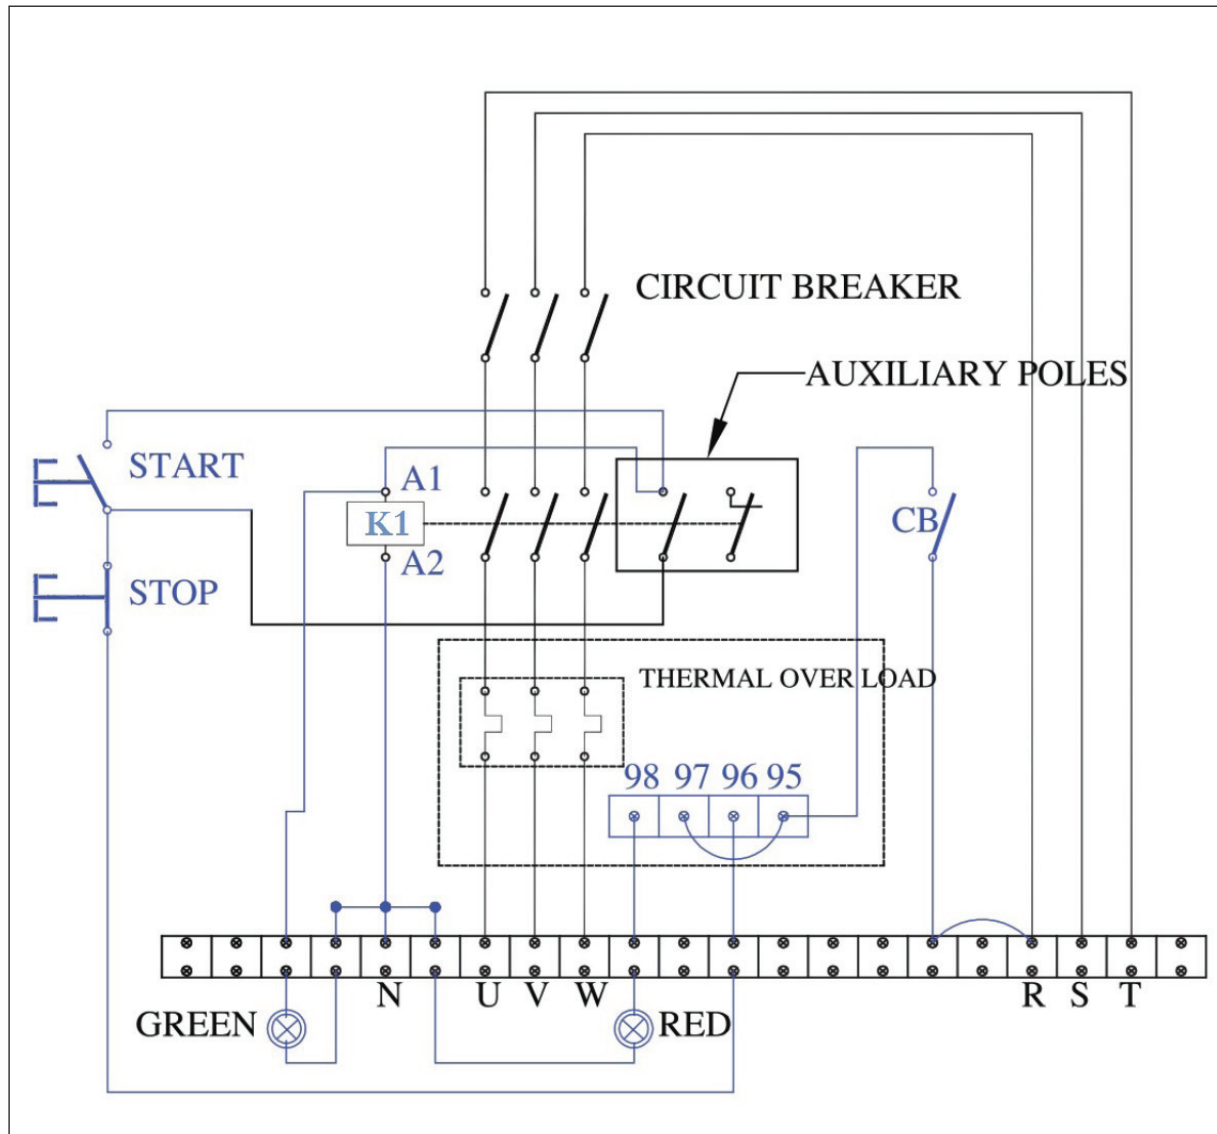 CIRCUIT BREAKER
AUXILIARY POLES
START
A1
K1
CB
A2
STOP
THERMAL OVER LOAD
98 97 96 95
N U V W R S T
GREEN RED